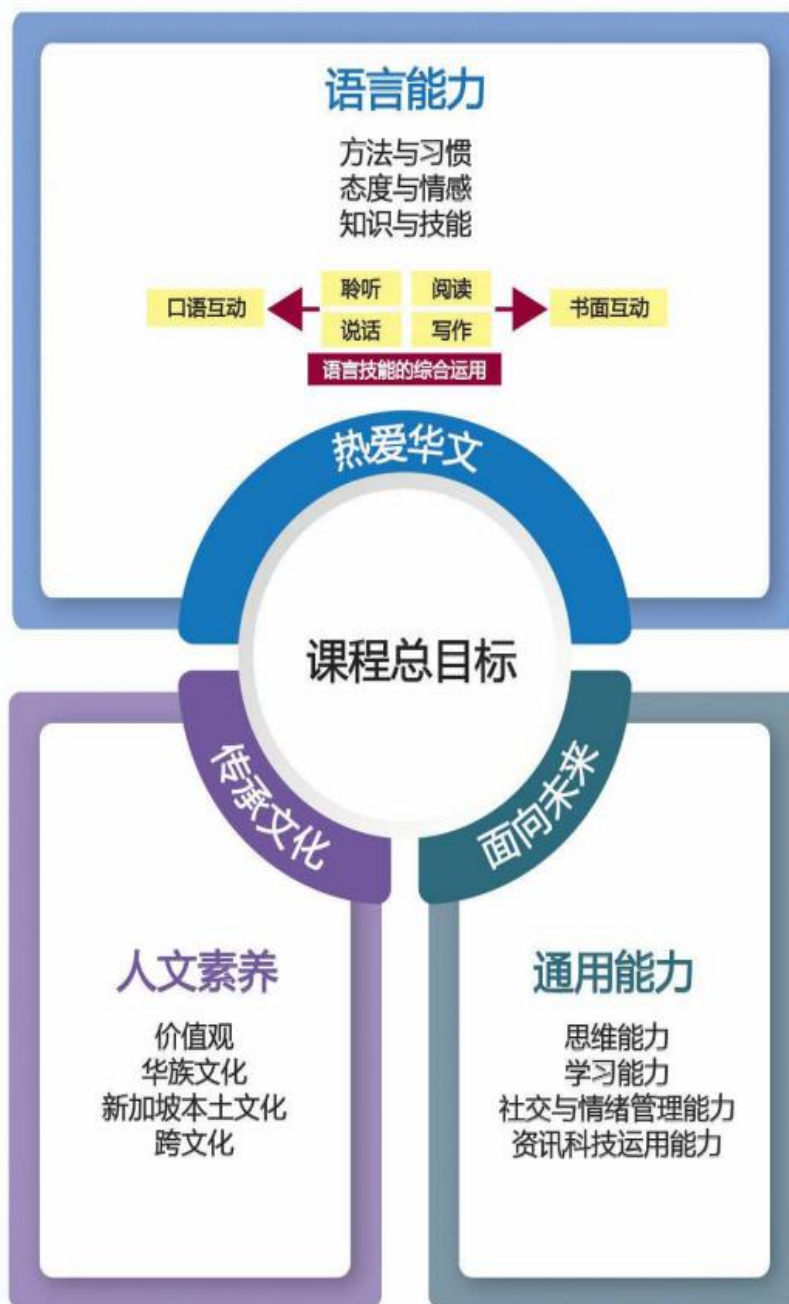 语言能力
方法与习惯
态度与情感
知识与技能
聆听 阅读
口语互动 书面互动
说话 写作
语言技能的综合运用
热爱华文
课程总目标
传承文化
面向未来
人文素养
价值观
华族文化
新加坡本土文化
跨文化
通用能力
思维能力
学习能力
社交与情绪管理能力
资讯科技运用能力